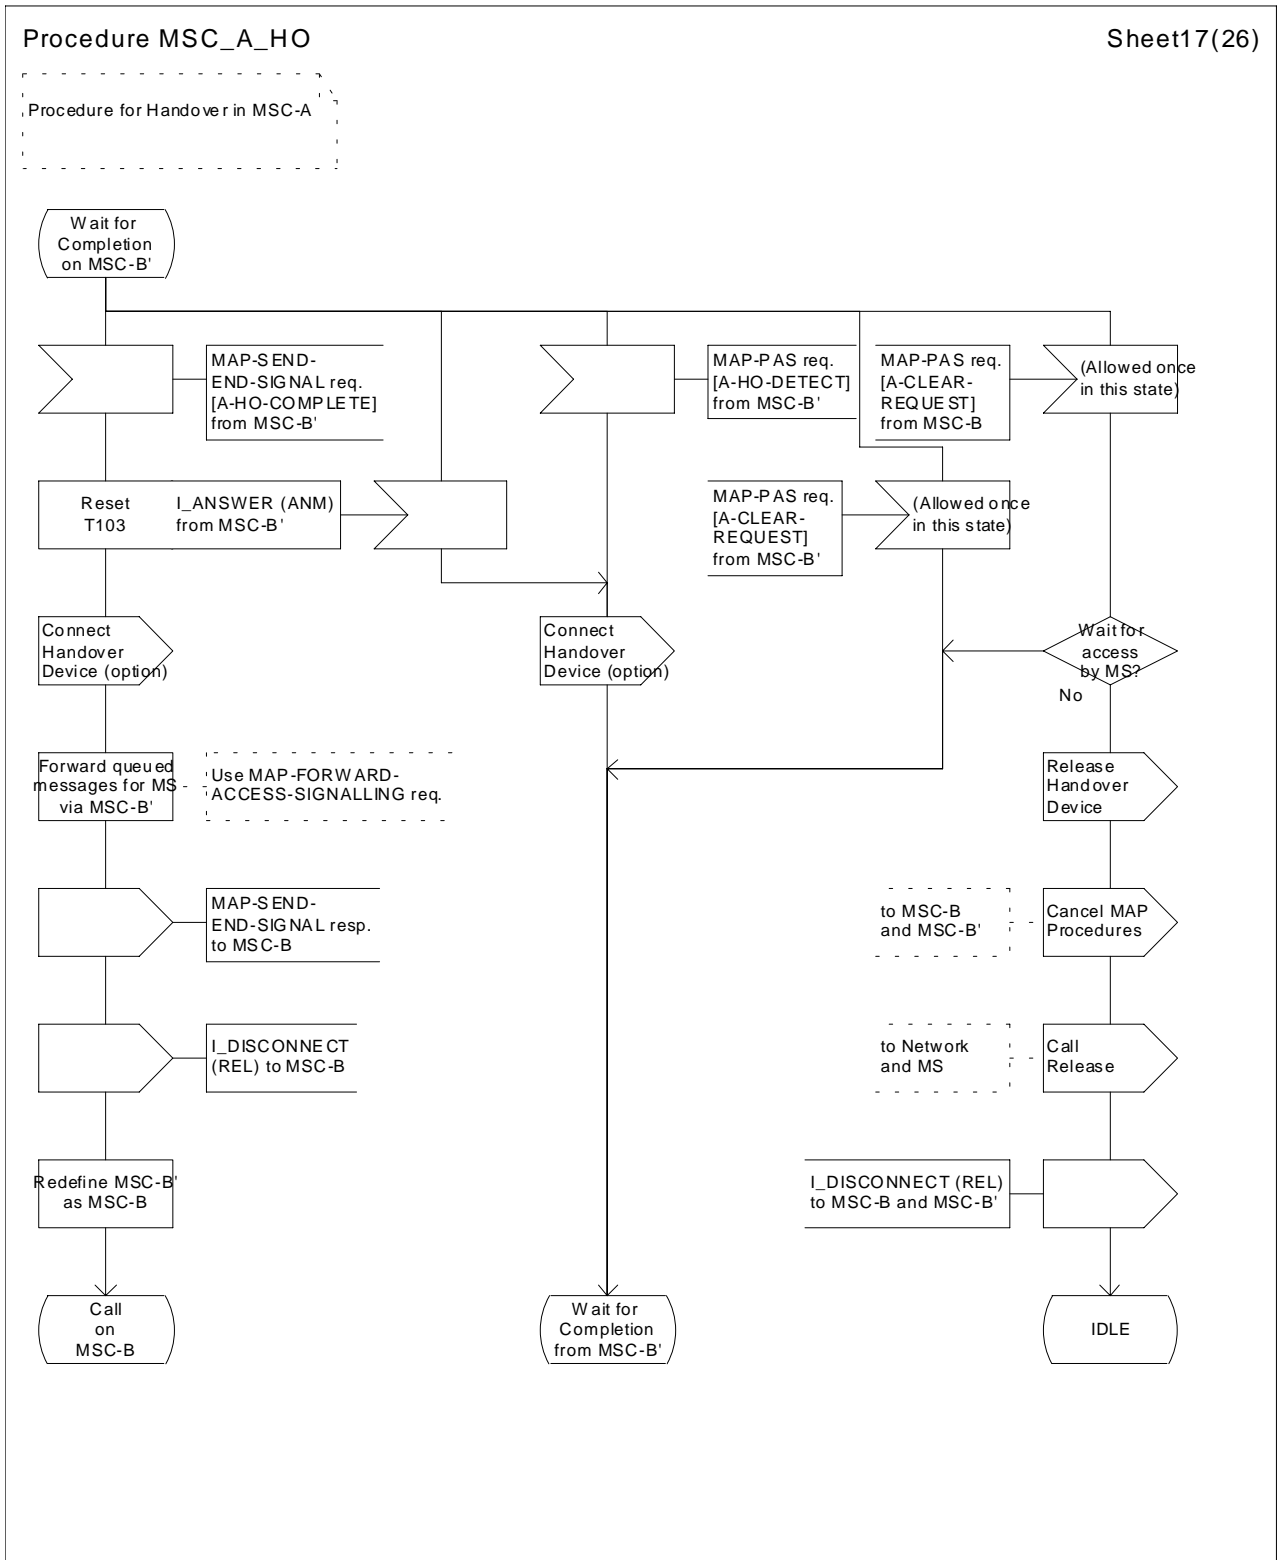 Procedure MSC_A_HO
Sheet17(26)
Procedure for Handover in MSC-A
Wait for
Completion
on MSC-B'
MAP-SEND-
END-SIGNAL req.
[A-HO-COMPLETE]
from MSC-B'
MAP-PAS req.
[A-HO-DETECT]
from MSC-B'
MAP-PAS req.
[A-CLEAR-
REQUEST]
from MSC-B
(Allowed once
in this state)
Reset
T103
I_ANSWER (ANM)
from MSC-B'
MAP-PAS req.
[A-CLEAR-
REQUEST]
from MSC-B'
(Allowed once
in this state)
Connect
Handover
Device (option)
Connect
Handover
Device (option)
Wait for
access
by MS?
No
Forward queued
messages for MS
via MSC-B'
Use MAP-FORWARD-
ACCESS-SIGNALLING req.
Release
Handover
Device
MAP-SEND-
END-SIGNAL resp.
to MSC-B
to MSC-B
and MSC-B'
Cancel MAP
Procedures
I_DISCONNECT
(REL) to MSC-B
to Network
and MS
Call
Release
Redefine MSC-B'
as MSC-B
I_DISCONNECT (REL)
to MSC-B and MSC-B'
Call
on
MSC-B
Wait for
Completion
from MSC-B'
IDLE